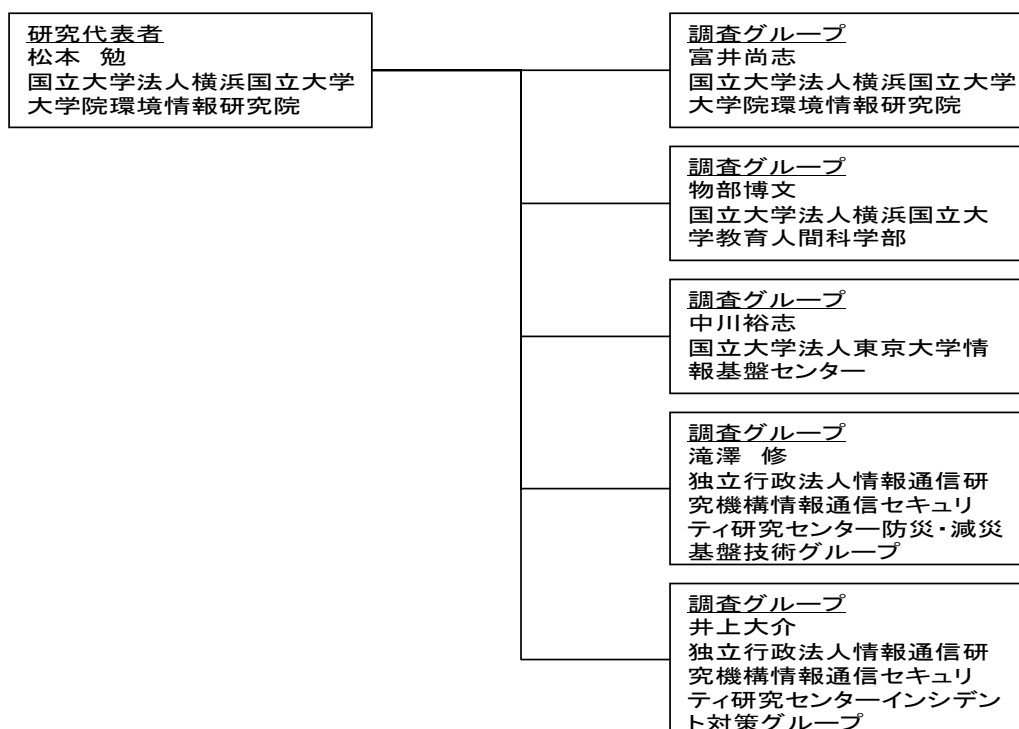 研究代表者
松本　勉
国立大学法人横浜国立大学
大学院環境情報研究院
調査グループ
富井尚志
国立大学法人横浜国立大学
大学院環境情報研究院
調査グループ
物部博文
国立大学法人横浜国立大
学教育人間科学部
調査グループ
中川裕志
国立大学法人東京大学情
報基盤センター
調査グループ
滝澤　修
独立行政法人情報通信研
究機構情報通信セキュリ
ティ研究センター防災・減災
基盤技術グループ
調査グループ
井上大介
独立行政法人情報通信研
究機構情報通信セキュリ
ティ研究センターインシデン
ト対策グループ